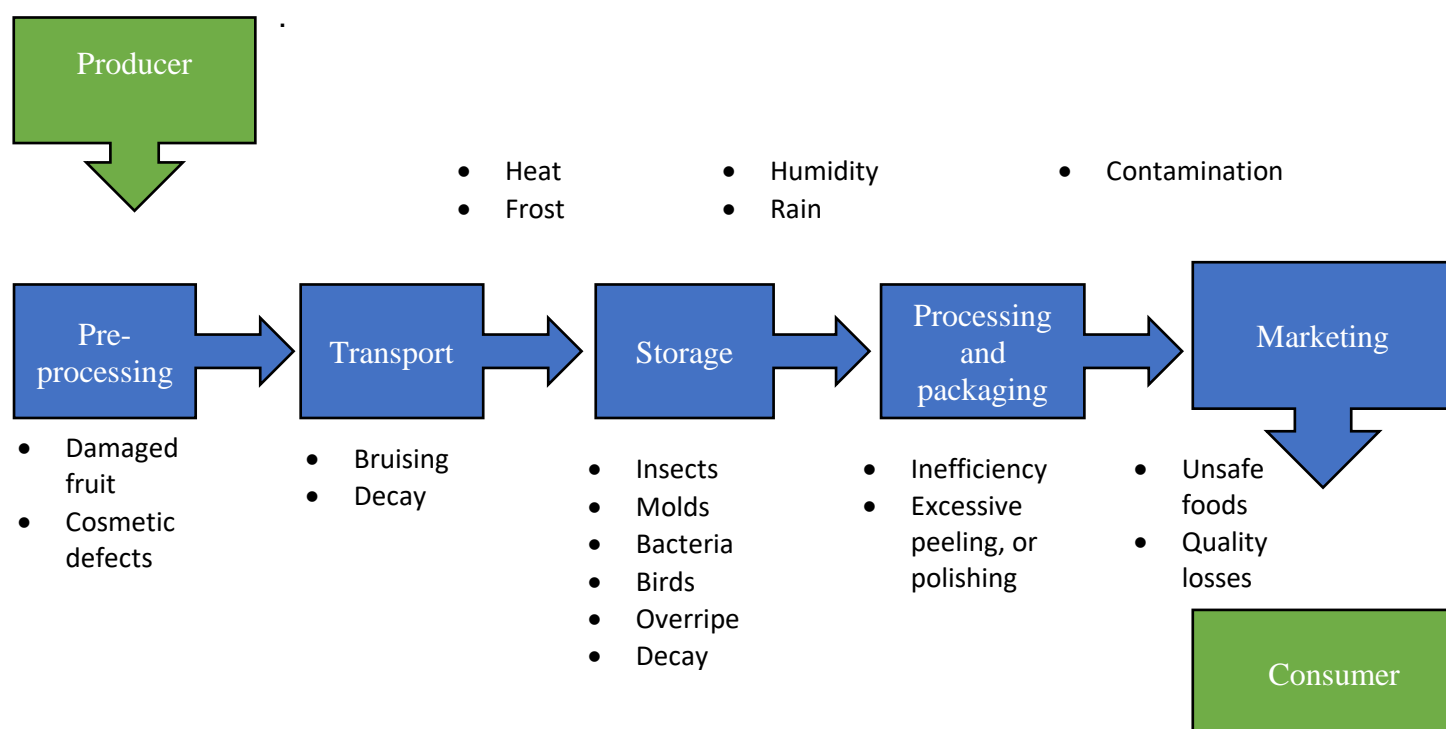 .
Producer
• Heat
• Frost
• Humidity
• Rain
• Contamination
Pre-
processing
Transport
Storage
Processing
and
packaging
Marketing
• Damaged
fruit
• Cosmetic
defects
• Bruising
• Decay
• Insects
• Molds
• Bacteria
• Birds
• Overripe
• Decay
• Inefficiency
• Excessive
peeling, or
polishing
• Unsafe
foods
• Quality
losses
Consumer